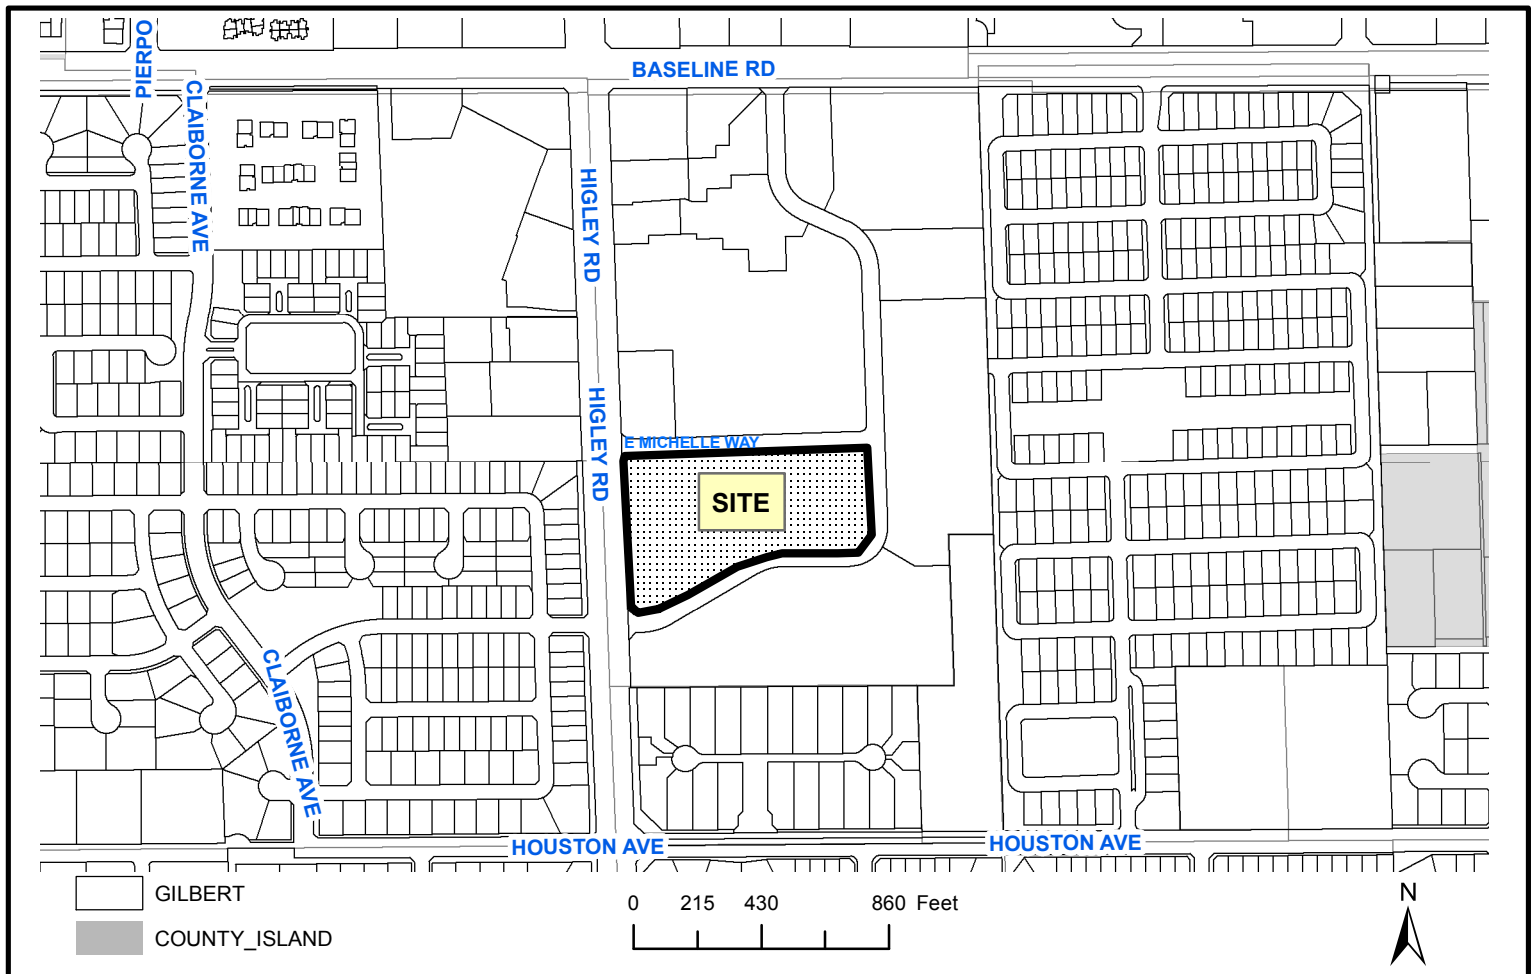 PIERPO
BASELINE RD
CLAIBORNE AVE
HIGLEY RD
HIGLEY RD
E MICHELLE WAY
SITE
CLAIBORNE AVE
HOUSTON AVE
HOUSTON AVE
GILBERT
COUNTY_ISLAND
0 215 430 860 Feet
N